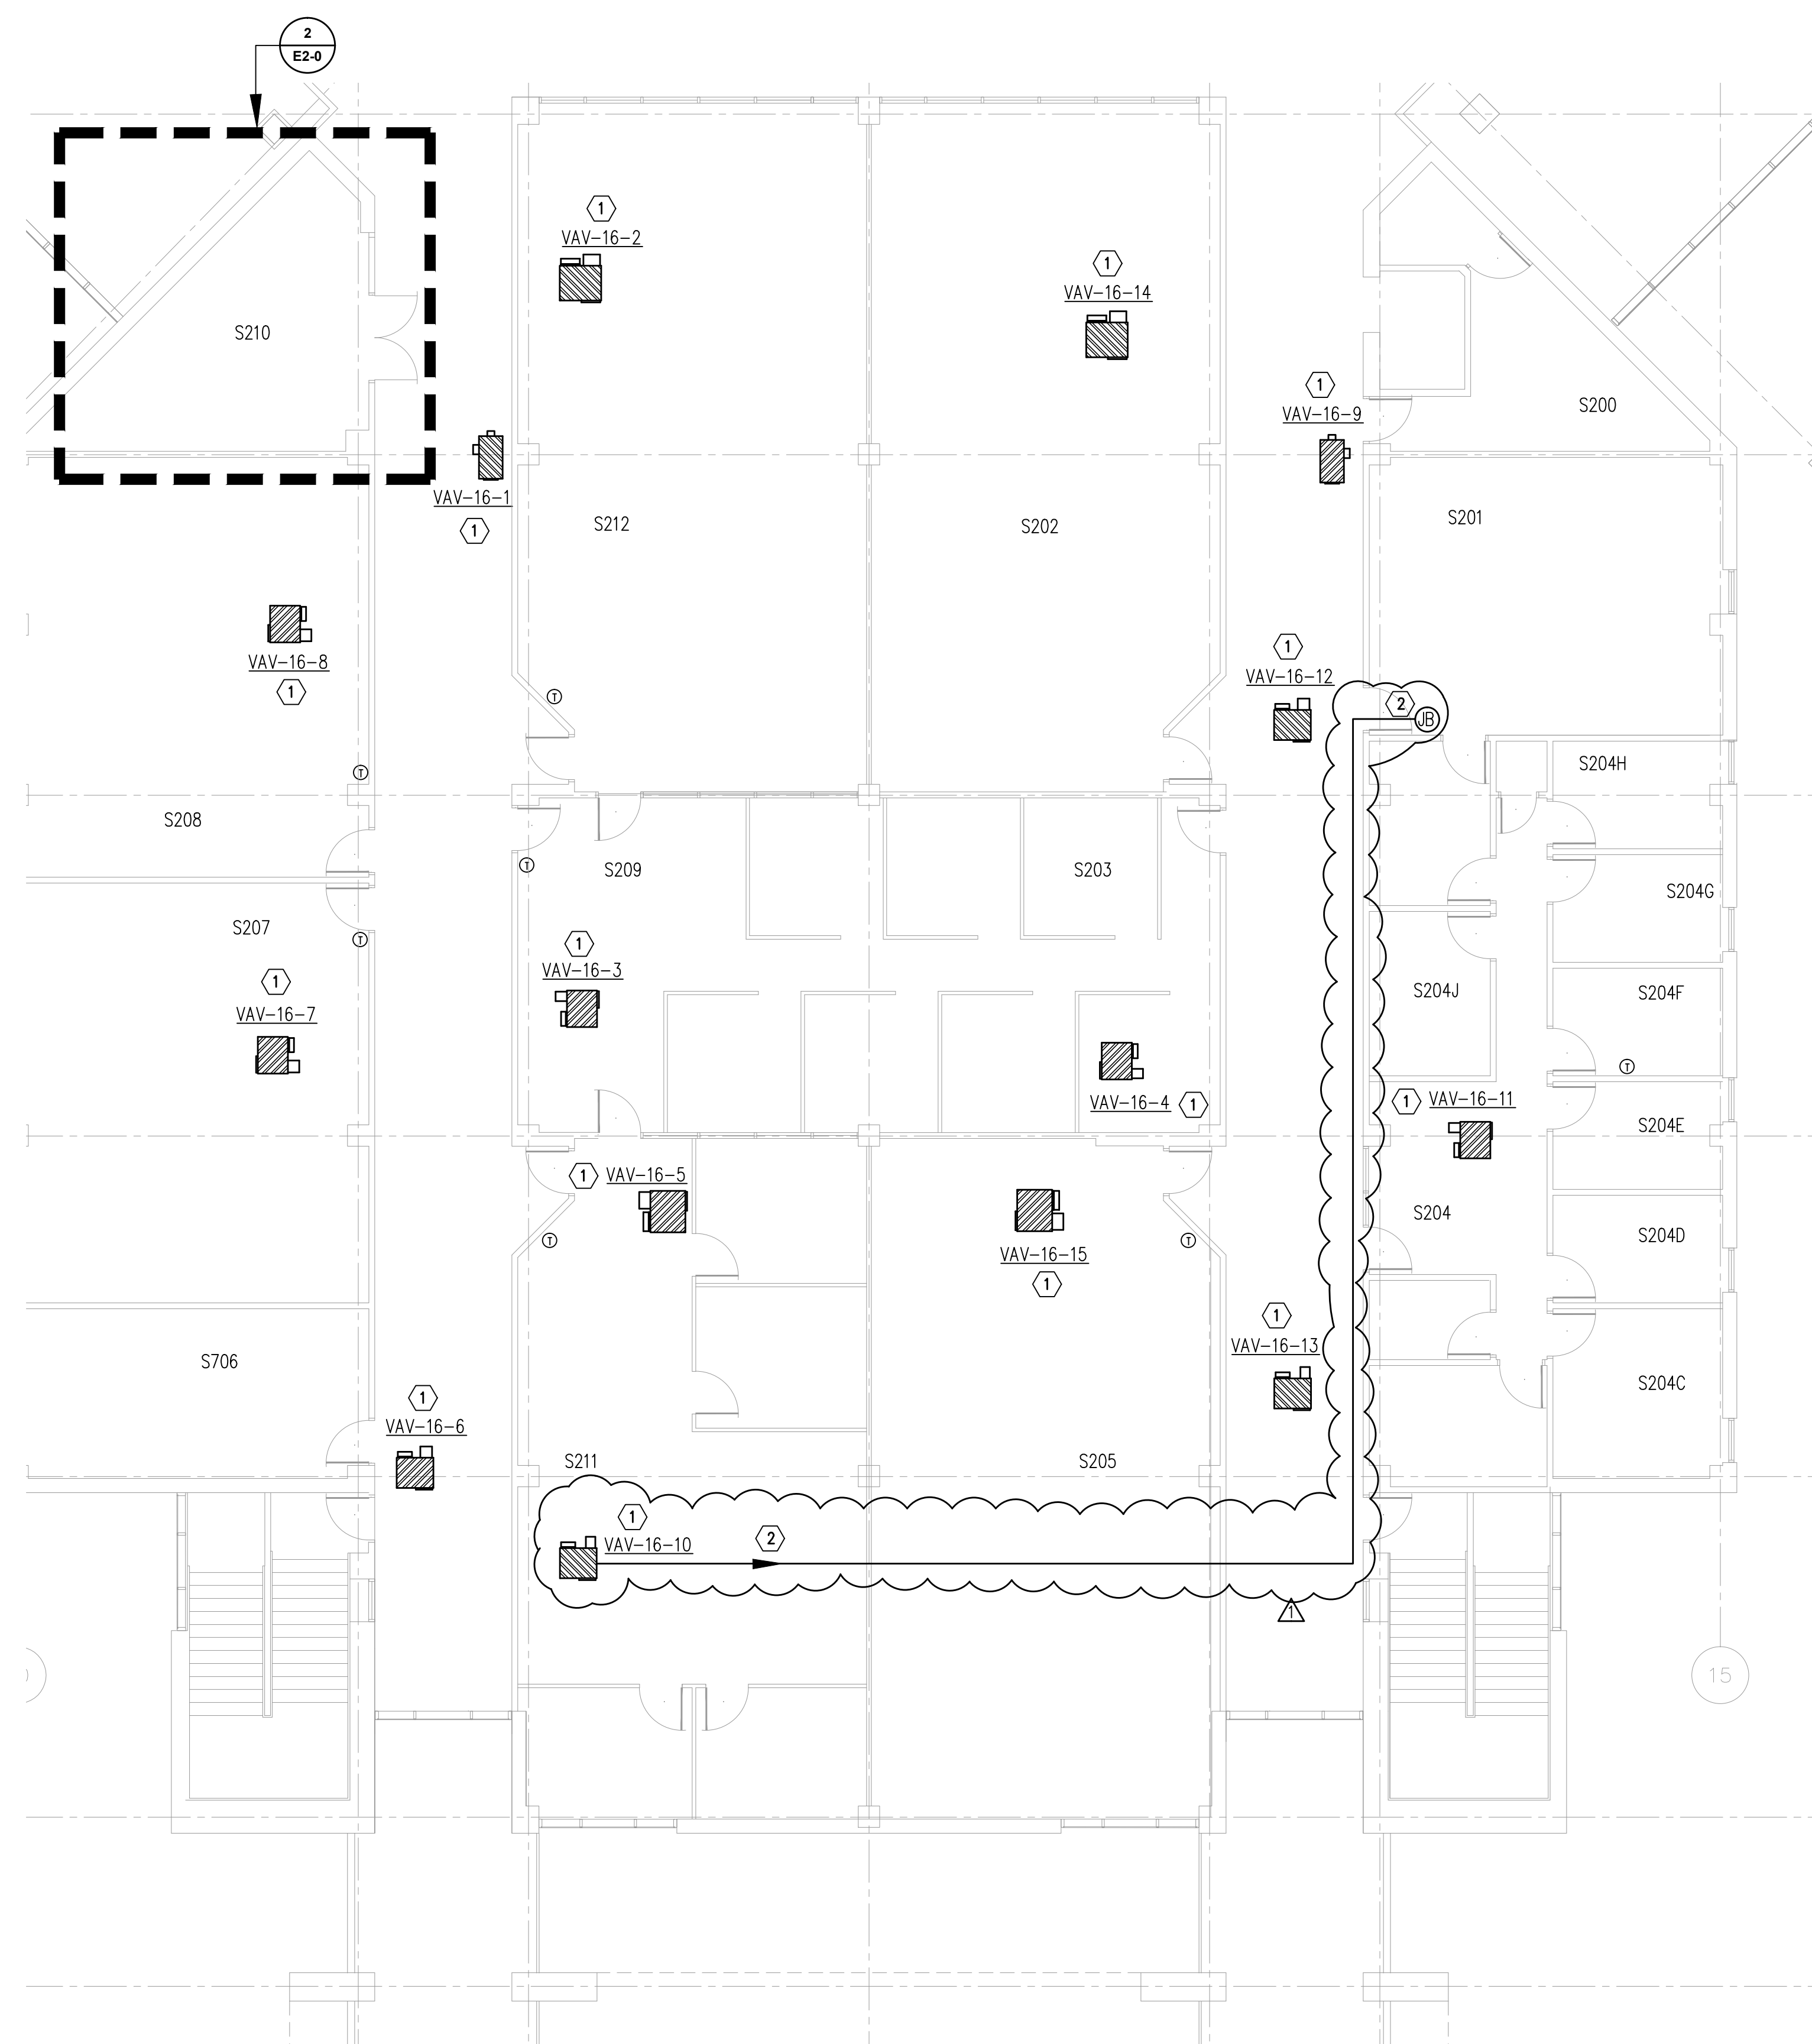 2
E2-0
1
VAV-16-2
1
VAV-16-14
S210
1
VAV-16-9
S200
VAV-16-1
1
S212
S202
S201
VAV-16-8
1
1
VAV-16-12
T
2
JB
T
S204H
S208
T
S209
S203
S204G
S207
T
1
VAV-16-3
1
VAV-16-7
S204J
S204F
T
VAV-16-4
1
1
VAV-16-11
S204E
1
VAV-16-5
S204
S204D
T
T
VAV-16-15
1
1
VAV-16-13
S706
S204C
1
VAV-16-6
S211
S205
1
VAV-16-10
2
1
15